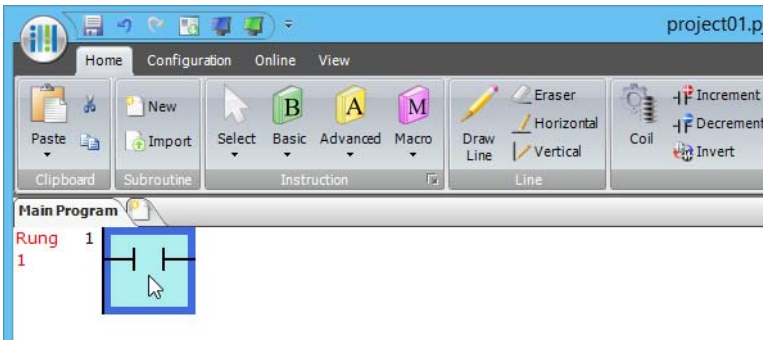 project01.p
Home Configuration Online View
Paste
New
Import
Select
B
Basic
A
Advanced
M
Macro
Draw
Line
Eraser
Horizontal
Vertical
Coil
Increment
Decrement
Invert
Clipboard
Subroutine
Instruction
Line
Main Program
Rung 1
1